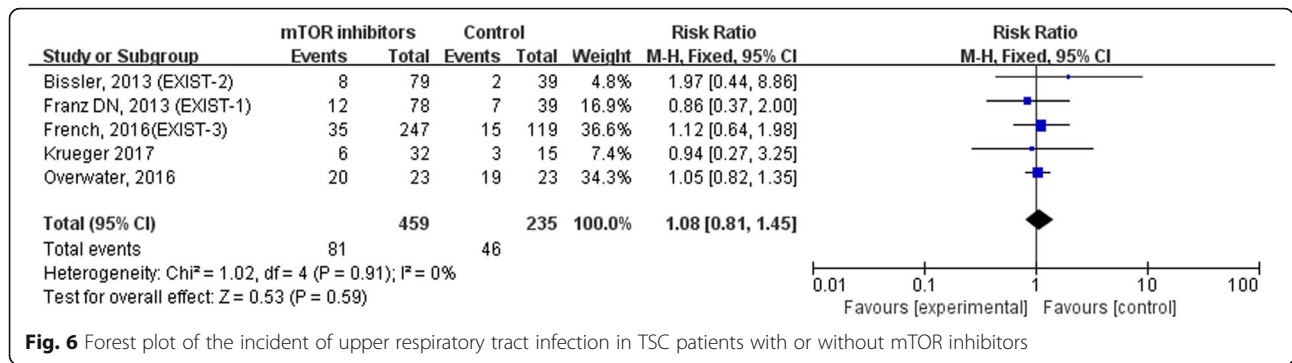 mTOR inhibitors Control Risk Ratio Risk Ratio
Study or Subgroup Events Total Events Total Weight M-H, Fixed, 95% CI M-H, Fixed, 95% CI
Bissler, 2013 (EXIST-2) 8 79 2 39 4.8% 1.97 [0.44, 8.86]
Franz DN, 2013 (EXIST-1) 12 78 7 39 16.9% 0.86 [0.37, 2.00]
French, 2016(EXIST-3) 35 247 15 119 36.6% 1.12 [0.64, 1.98]
Krueger 2017 6 32 3 15 7.4% 0.94 [0.27, 3.25]
Overwater, 2016 20 23 19 23 34.3% 1.05 [0.82, 1.35]
Total (95% CI) 459 235 100.0% 1.08 [0.81, 1.45]
Total events 81 46
Heterogeneity: Chi² = 1.02, df = 4 (P = 0.91); I² = 0%
Test for overall effect: Z = 0.53 (P = 0.59)
0.01 0.1 1 10 100
Favours [experimental] Favours [control]
Fig. 6 Forest plot of the incident of upper respiratory tract infection in TSC patients with or without mTOR inhibitors